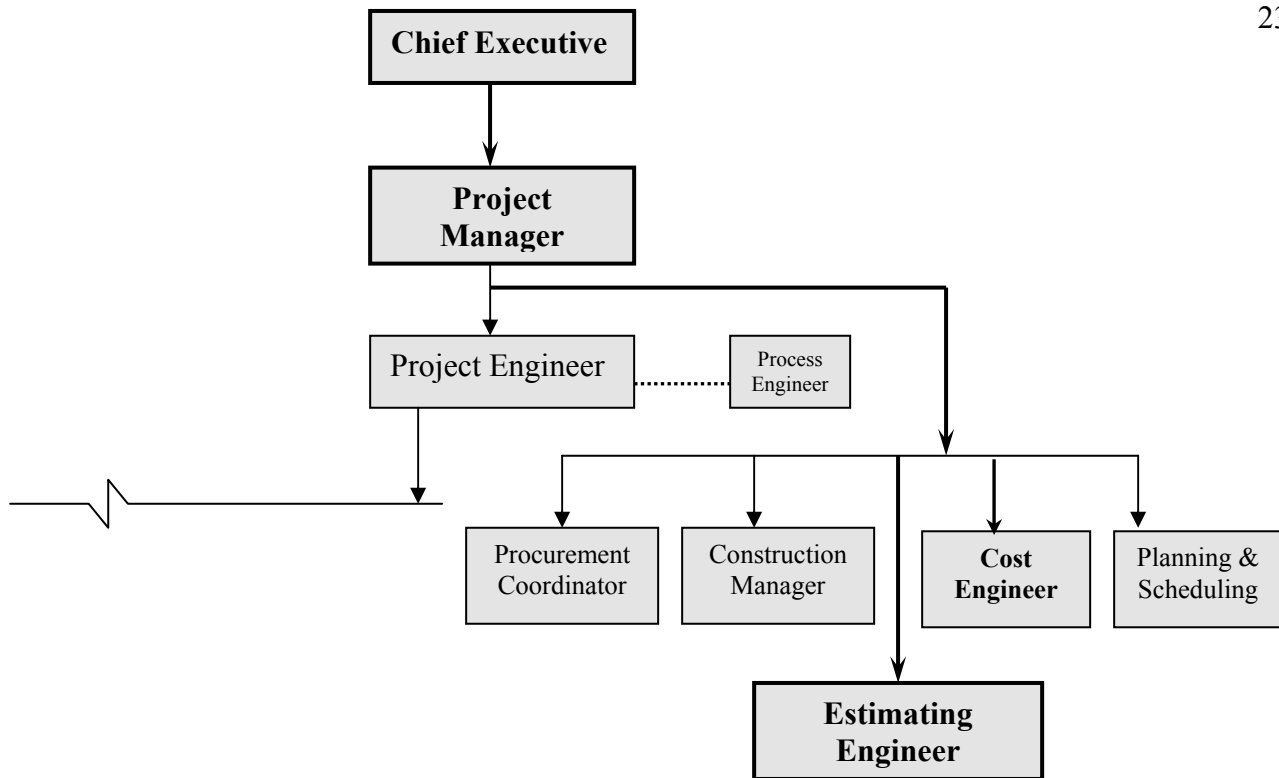 23
Chief Executive
Project
Manager
Project Engineer
Process
Engineer
Procurement
Coordinator
Construction
Manager
Cost
Engineer
Planning &
Scheduling
Estimating
Engineer